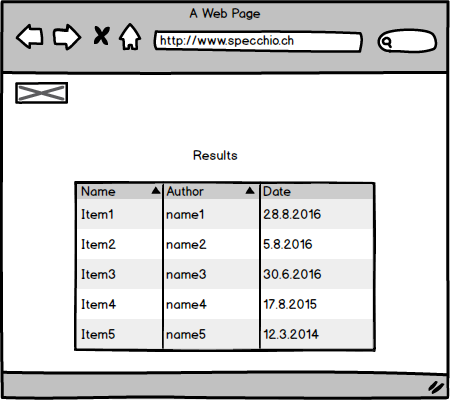 A Web Page
http://www.specchio.ch
Results
Name Author Date
Item1 name1 28.8.2016
Item2 name2 5.8.2016
Item3 name3 30.6.2016
Item4 name4 17.8.2015
Item5 name5 12.3.2014